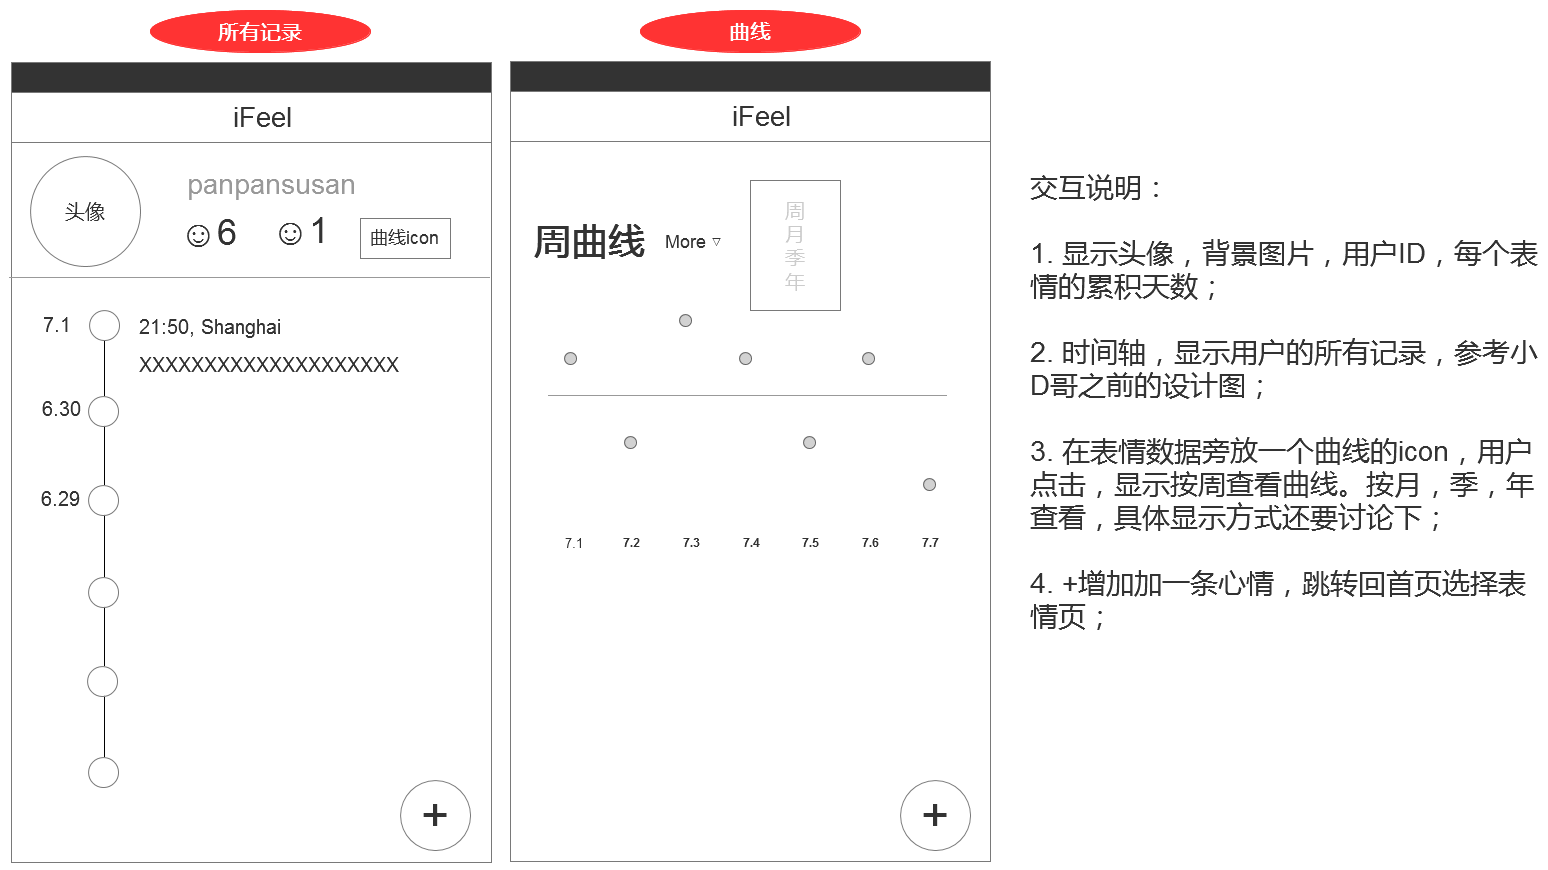 所有记录
iFeel
头像
panpansusan
6
1
曲线icon
7.1
21:50, Shanghai
XXXXXXXXXXXXXXXXXXXX
6.30
6.29
+
曲线
iFeel
周曲线
More ▽
周
月
季
年
7.1
7.2
7.3
7.4
7.5
7.6
7.7
+
交互说明：
1. 显示头像，背景图片，用户ID，每个表
情的累积天数；
2. 时间轴，显示用户的所有记录，参考小
D哥之前的设计图；
3. 在表情数据旁放一个曲线的icon，用户
点击，显示按周查看曲线。按月，季，年
查看，具体显示方式还要讨论下；
4. +增加加一条心情，跳转回首页选择表
情页；